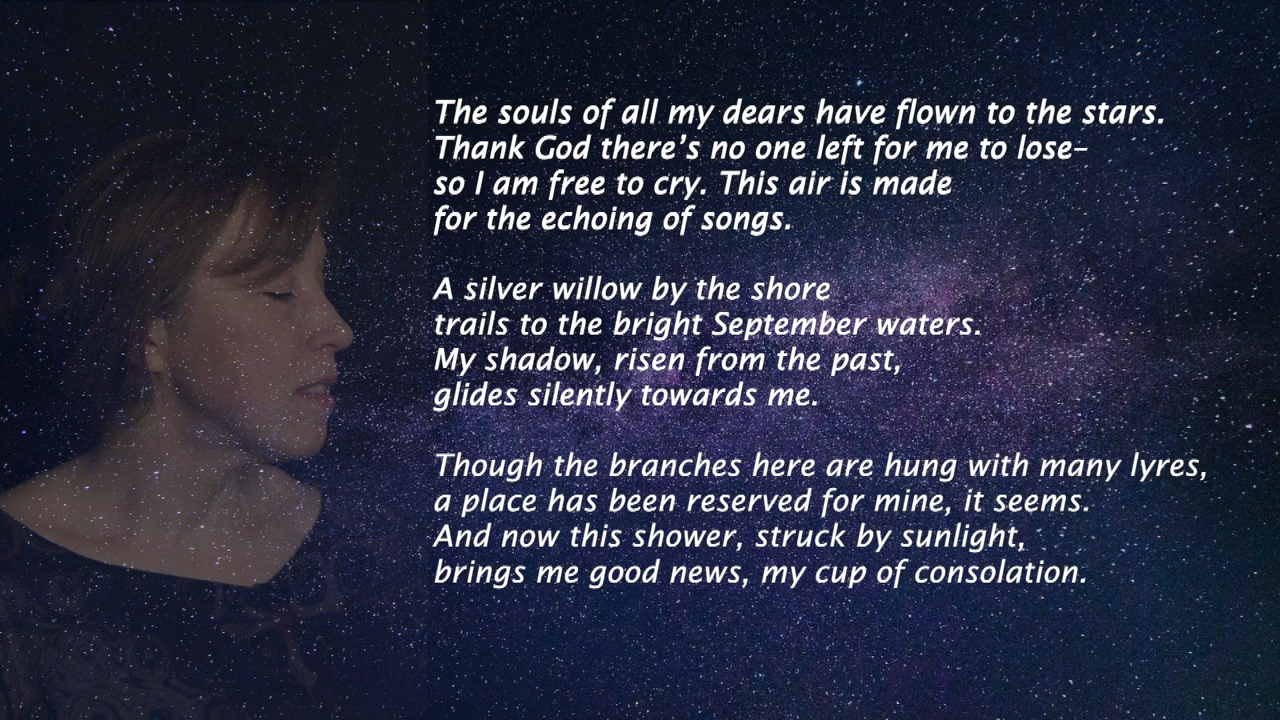 The souls of all my dears have flown to the stars.
Thank God there's no one left for me to lose–
so I am free to cry. This air is made
for the echoing of songs.
A silver willow by the shore
trails to the bright September waters.
My shadow, risen from the past,
glides silently towards me.
Though the branches here are hung with many lyres,
a place has been reserved for mine, it seems.
And now this shower, struck by sunlight,
brings me good news, my cup of consolation.